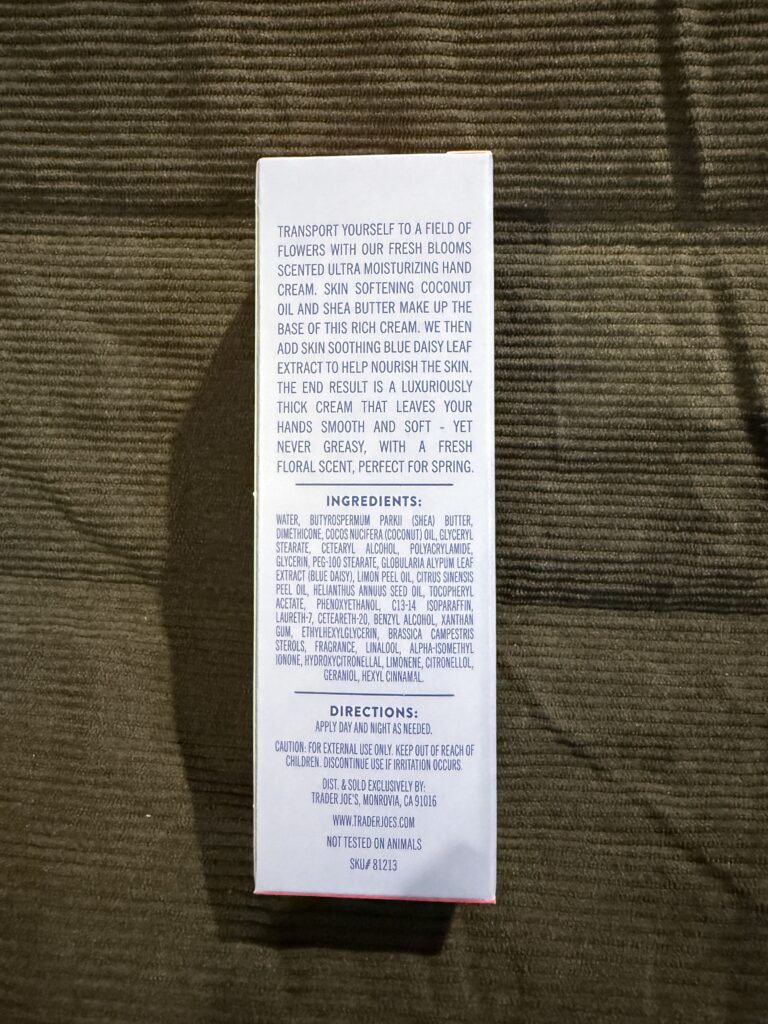 TRANSPORT YOURSELF TO A FIELD OF
FLOWERS WITH OUR FRESH BLOOMS
SCENTED ULTRA MOISTURIZING HAND
CREAM. SKIN SOFTENING COCONUT
OIL AND SHEA BUTTER MAKE UP THE
BASE OF THIS RICH CREAM. WE THEN
ADD SKIN SOOTHING BLUE DAISY LEAF
EXTRACT TO HELP NOURISH THE SKIN.
THE END RESULT IS A LUXURIOUSLY
THICK CREAM THAT LEAVES YOUR
HANDS SMOOTH AND SOFT - YET
NEVER GREASY, WITH A FRESH
FLORAL SCENT, PERFECT FOR SPRING.
INGREDIENTS:
WATER, BUTYROSPERMUM PARKII (SHEA) BUTTER,
DIMETHICONE, COCOS NUCIFERA (COCONUT) OIL, GLYCERYL
STEARATE, CETEARYL ALCOHOL, POLYACRYLAMIDE,
GLYCERIN, PEG-100 STEARATE, GLOBULARIA ALYPUM LEAF
EXTRACT (BLUE DAISY), LIMON PEEL OIL, CITRUS SINENSIS
PEEL OIL, HELIANTHUS ANNUUS SEED OIL, TOCOPHERYL
ACETATE, PHENOXYETHANOL, C13-14 ISOPARAFFIN,
LAURETH-7, CETEARETH-20, BENZYL ALCOHOL, XANTHAN
GUM, ETHYLHEXYLGLYCERIN, BRASSICA CAMPESTRIS
STEROLS, FRAGRANCE, LINALOOL, ALPHA-ISOMETHYL
IONONE, HYDROXYCITRONELLAL, LIMONENE, CITRONELLOL,
GERANIOL, HEXYL CINNAMAL.
DIRECTIONS:
APPLY DAY AND NIGHT AS NEEDED.
CAUTION: FOR EXTERNAL USE ONLY. KEEP OUT OF REACH OF
CHILDREN. DISCONTINUE USE IF IRRITATION OCCURS.
DIST. & SOLD EXCLUSIVELY BY:
TRADER JOE'S, MONROVIA, CA 91016
WWW.TRADERJOES.COM
NOT TESTED ON ANIMALS
SKU# 81213